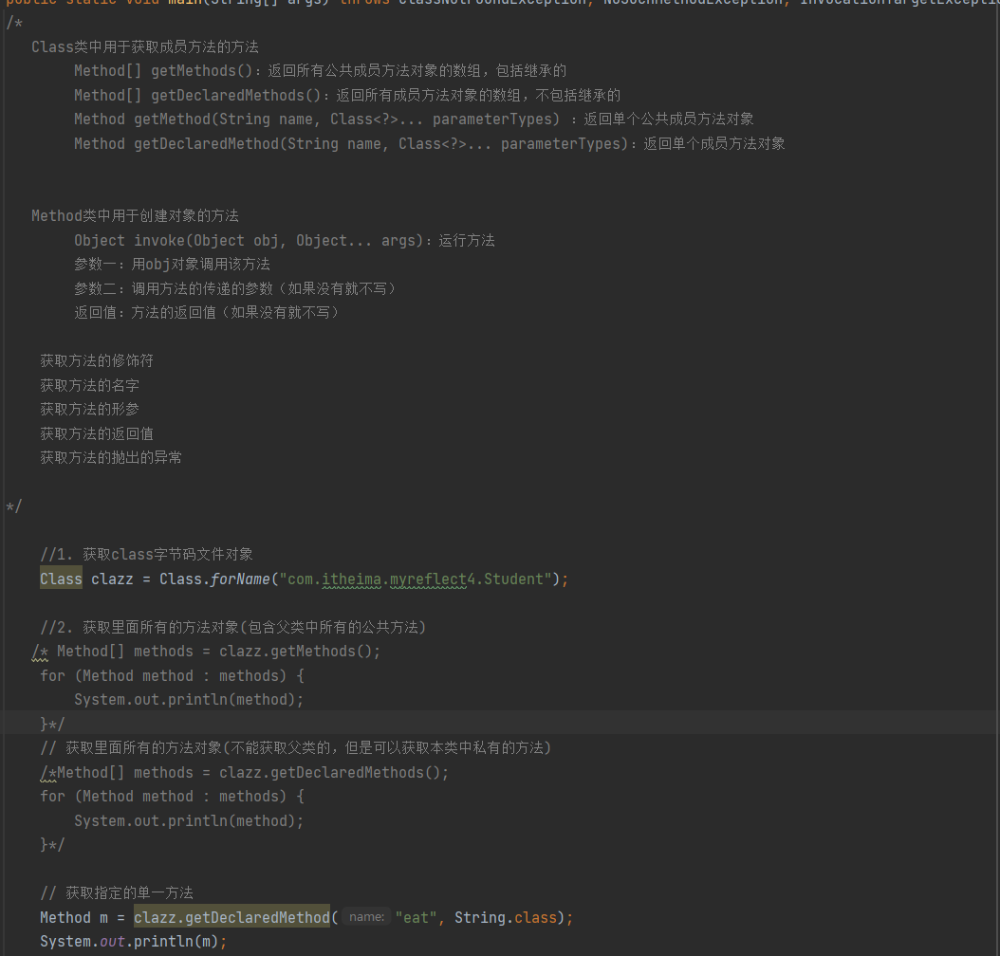 public static void main(String[] args) throws ClassNotFoundException, NoSuchMethodException, InvocationTargetExceptio
/*
Class类中用于获取成员方法的方法
Method[] getMethods()：返回所有公共成员方法对象的数组，包括继承的
Method[] getDeclaredMethods()：返回所有成员方法对象的数组，不包括继承的
Method getMethod(String name, Class<?>... parameterTypes) ：返回单个公共成员方法对象
Method getDeclaredMethod(String name, Class<?>... parameterTypes)：返回单个成员方法对象
Method类中用于创建对象的方法
Object invoke(Object obj, Object... args)：运行方法
参数一：用obj对象调用该方法
参数二：调用方法的传递的参数（如果没有就不写）
返回值：方法的返回值（如果没有就不写）
获取方法的修饰符
获取方法的名字
获取方法的形参
获取方法的返回值
获取方法的抛出的异常
*/
//1. 获取class字节码文件对象
Class clazz = Class.forName("com.itheima.myreflect4.Student");
//2. 获取里面所有的方法对象(包含父类中所有的公共方法)
/* Method[] methods = clazz.getMethods();
for (Method method : methods) {
System.out.println(method);
}*/
// 获取里面所有的方法对象(不能获取父类的，但是可以获取本类中私有的方法)
/*Method[] methods = clazz.getDeclaredMethods();
for (Method method : methods) {
System.out.println(method);
}*/
// 获取指定的单一方法
Method m = clazz.getDeclaredMethod( name: "eat", String.class);
System.out.println(m);